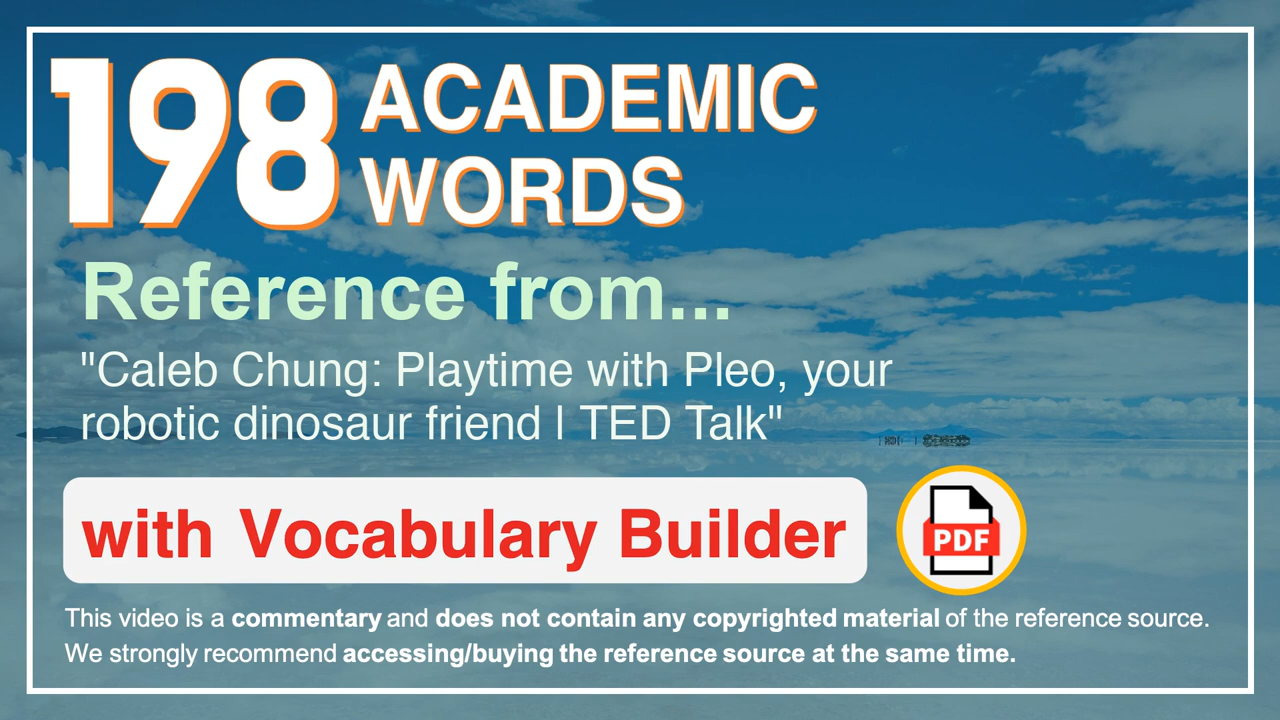 198 ACADEMIC
WORDS
Reference from...
"Caleb Chung: Playtime with Pleo, your
robotic dinosaur friend | TED Talk"
with Vocabulary Builder
PDF
This video is a commentary and does not contain any copyrighted material of the reference source.
We strongly recommend accessing/buying the reference source at the same time.